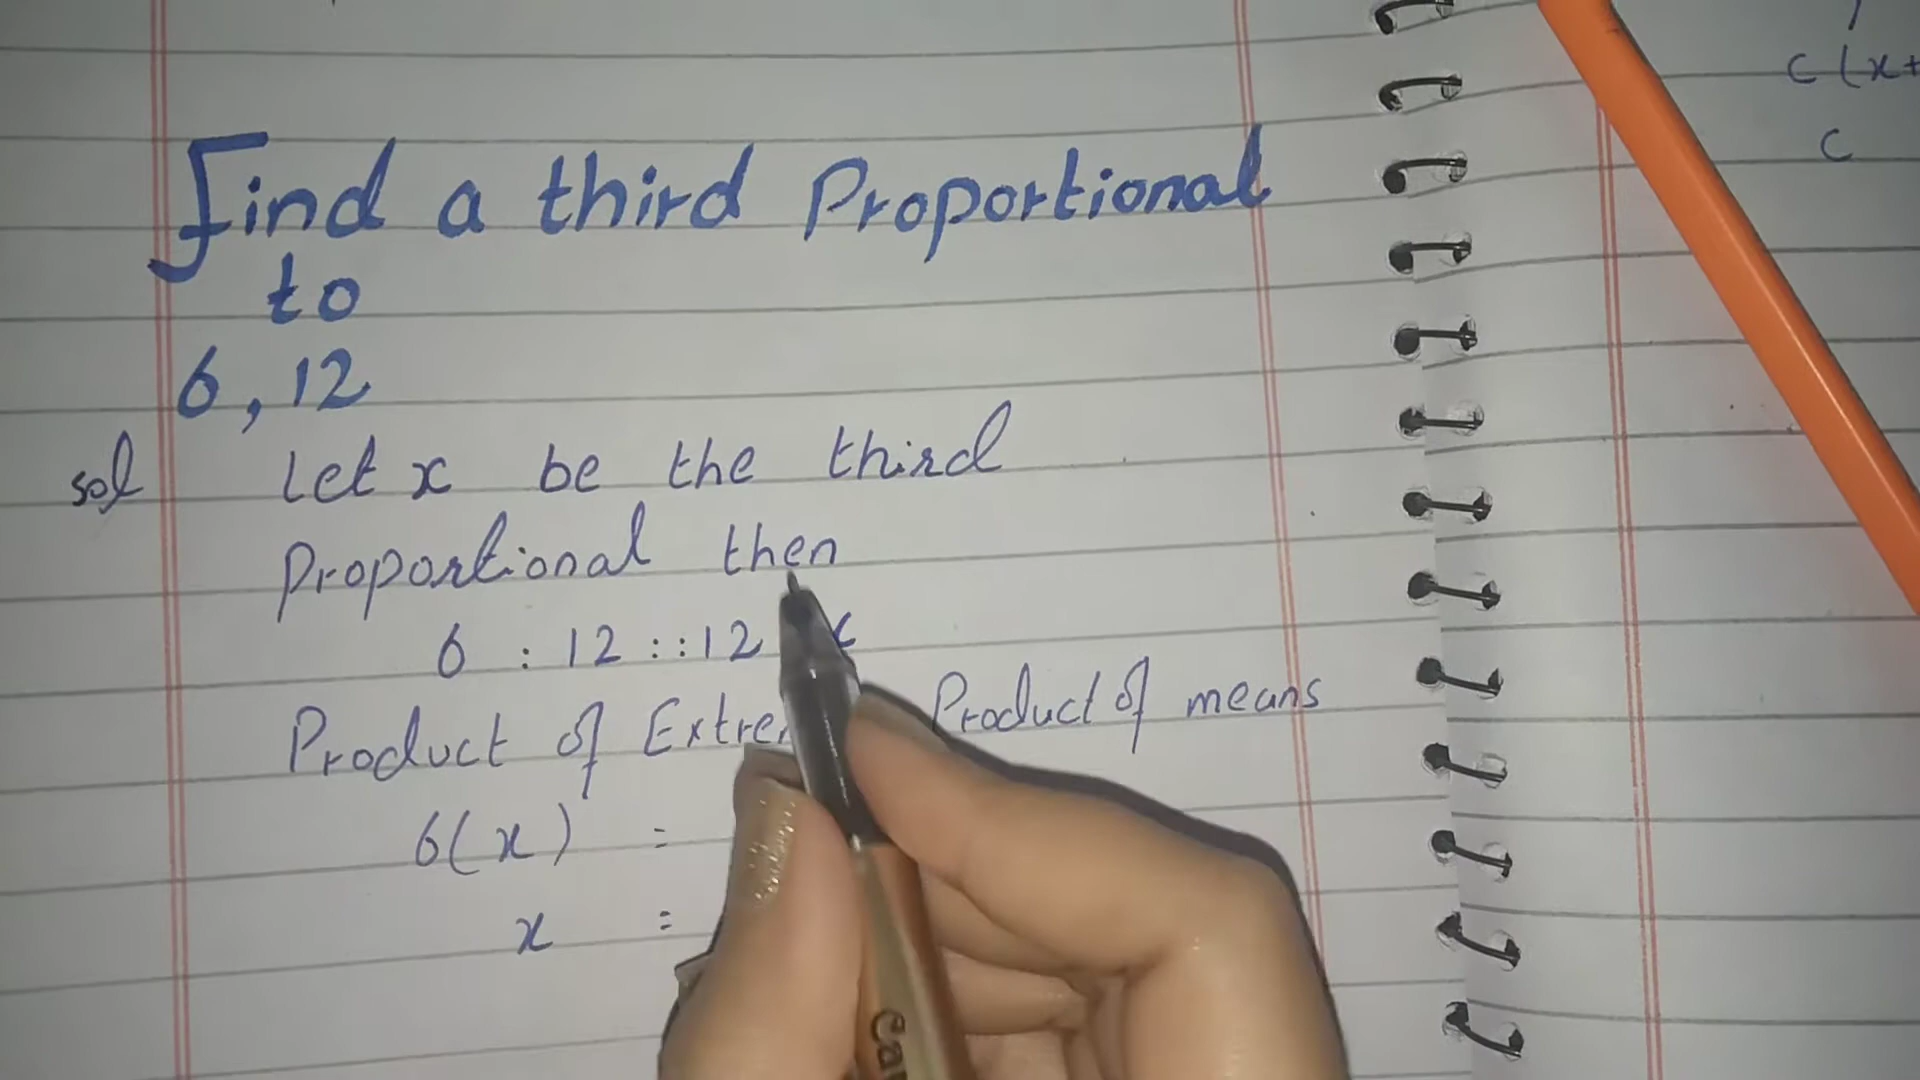 Find a third Proportional
to
6, 12
sol Let x be the third
Proportional then
6 : 12 :: 12
Product of Product of means
6(x) =
x =
c (x+
c